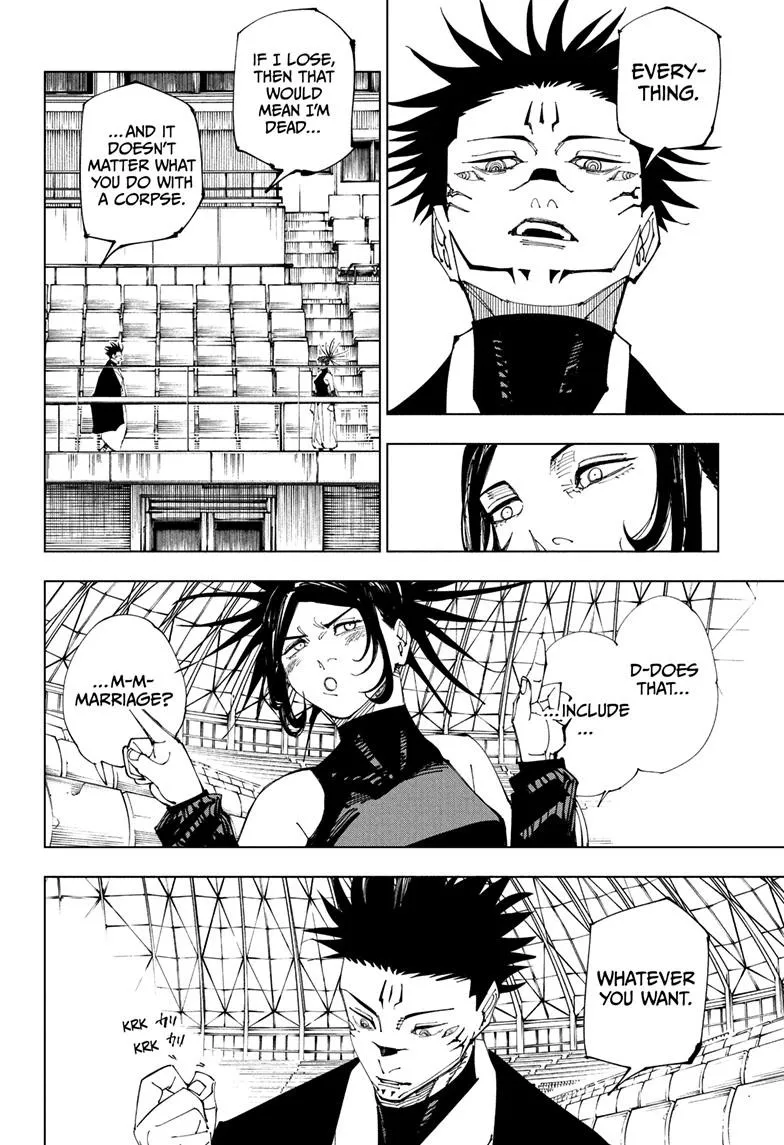 EVERY-
THING.
IF I LOSE,
THEN THAT
WOULD
MEAN I'M
DEAD...
...AND IT
DOESN'T
MATTER WHAT
YOU DO WITH
A CORPSE.
D-DOES
THAT...
...INCLUDE
...
...M-M-
MARRIAGE?
WHATEVER
YOU WANT.
KRK カリ
KRK カリ